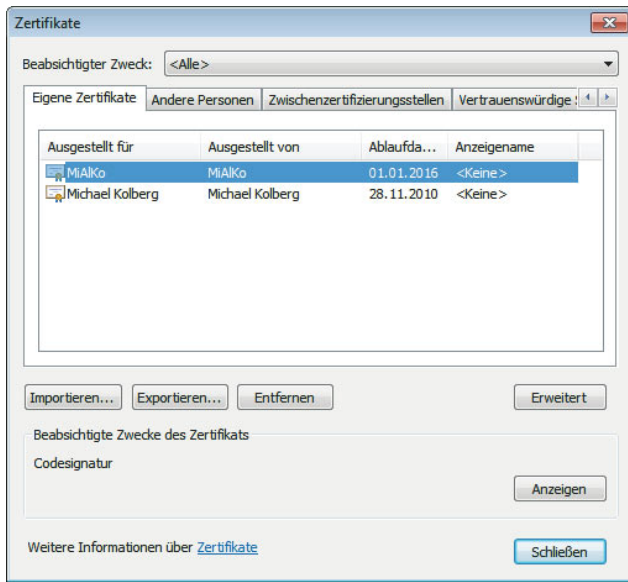 Zertifikate
Beabsichtigter Zweck: <Alle>
Eigene Zertifikate Andere Personen Zwischenzertifizierungsstellen Vertrauenswürdige
Ausgestellt für Ausgestellt von Ablaufda... Anzeigename
MiAlKo MiAlKo 01.01.2016 <Keine>
Michael Kolberg Michael Kolberg 28.11.2010 <Keine>
Importieren... Exportieren... Entfernen Erweitert
Beabsichtigte Zwecke des Zertifikats
Codesignatur
Anzeigen
Weitere Informationen über Zertifikate
Schließen